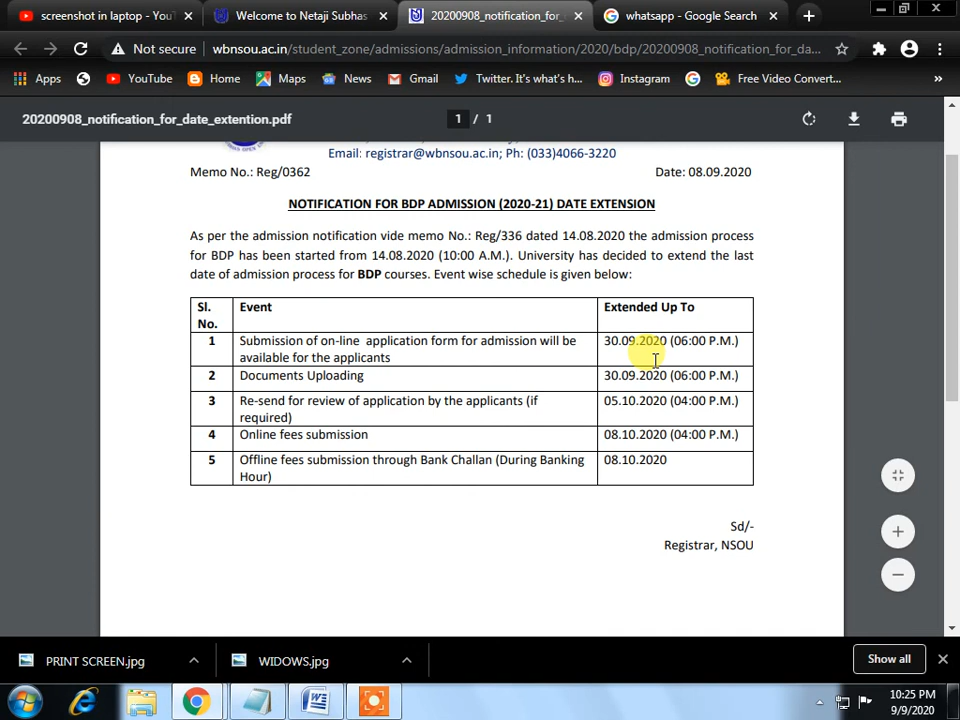 screenshot in laptop - YouT
Welcome to Netaji Subhas
20200908_notification_for_
whatsapp - Google Search
Not secure wbnsou.ac.in/student_zone/admissions/admission_information/2020/bdp/20200908_notification_for_da...
Apps YouTube Home Maps News Gmail Twitter. It's what's h... Instagram Free Video Convert... »
20200908_notification_for_date_extention.pdf 1 / 1
Email: registrar@wbnsou.ac.in; Ph: (033)4066-3220
Memo No.: Reg/0362 Date: 08.09.2020
NOTIFICATION FOR BDP ADMISSION (2020-21) DATE EXTENSION
As per the admission notification vide memo No.: Reg/336 dated 14.08.2020 the admission process
for BDP has been started from 14.08.2020 (10:00 A.M.). University has decided to extend the last
date of admission process for BDP courses. Event wise schedule is given below:
Sl. Event Extended Up To
No.
1 Submission of on-line application form for admission will be 30.09.2020 (06:00 P.M.)
available for the applicants
2 Documents Uploading 30.09.2020 (06:00 P.M.)
3 Re-send for review of application by the applicants (if 05.10.2020 (04:00 P.M.)
required)
4 Online fees submission 08.10.2020 (04:00 P.M.)
5 Offline fees submission through Bank Challan (During Banking 08.10.2020
Hour)
Sd/-
Registrar, NSOU
PRINT SCREEN.jpg WIDOWS.jpg Show all
10:25 PM
9/9/2020